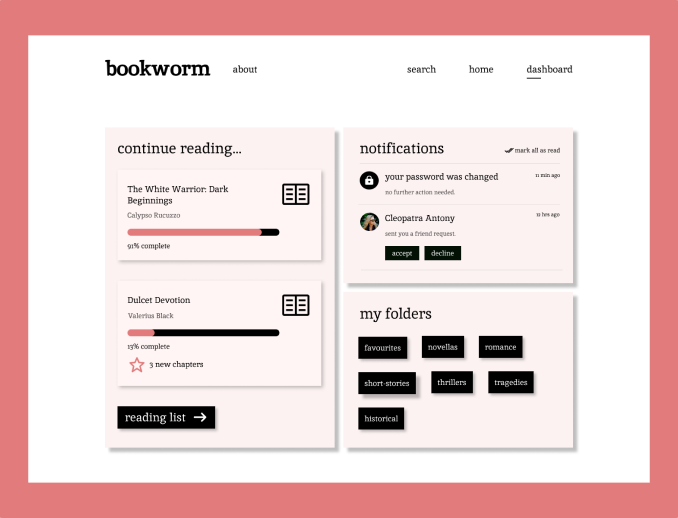 bookworm
about
search
home
dashboard
continue reading...
The White Warrior: Dark
Beginnings
Calypso Rucuzzo
91% complete
Dulcet Devotion
Valerius Black
13% complete
3 new chapters
reading list
notifications
mark all as read
your password was changed
11 min ago
no further action needed.
Cleopatra Antony
12 hrs ago
sent you a friend request.
accept
decline
my folders
favourites
novellas
romance
short-stories
thrillers
tragedies
historical